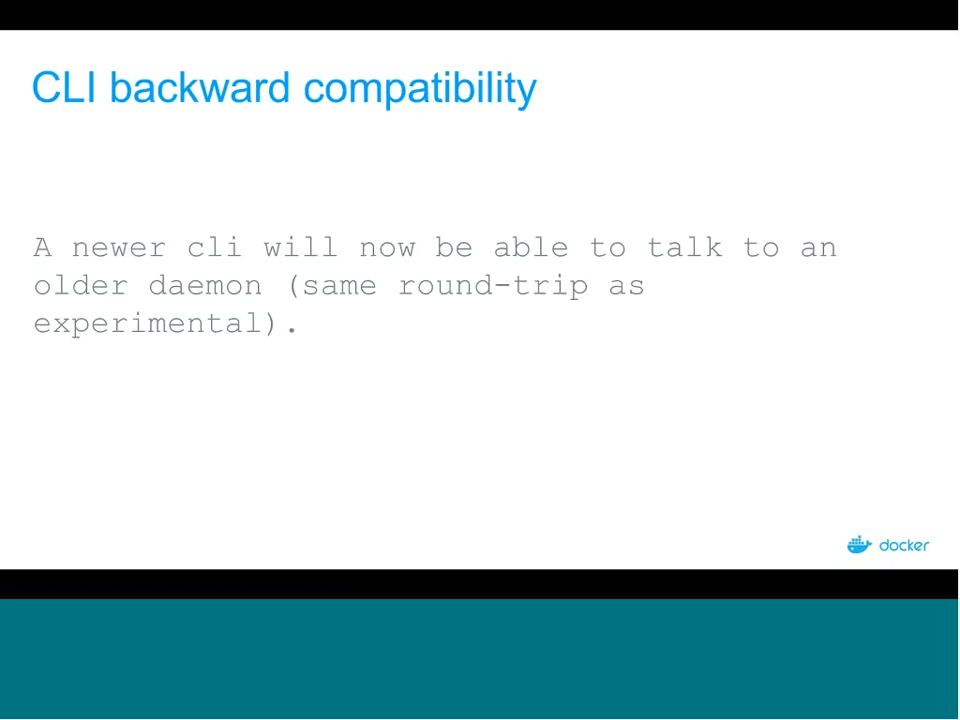 CLI backward compatibility
A newer cli will now be able to talk to an
older daemon (same round-trip as
experimental).
docker